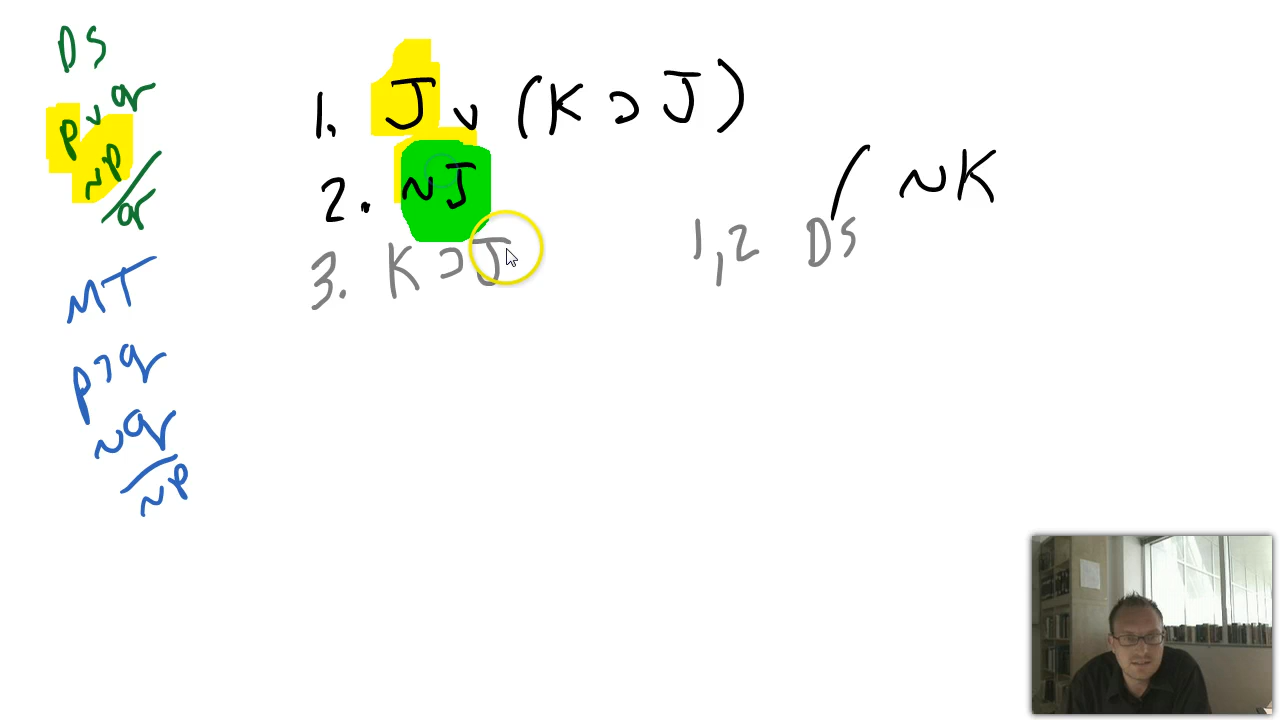 DS
p v q
~p
/ q
MT
p ⊃ q
~q
~p
1. J v (K ⊃ J)
2. ~J / ~K
3. K ⊃ J 1,2 DS